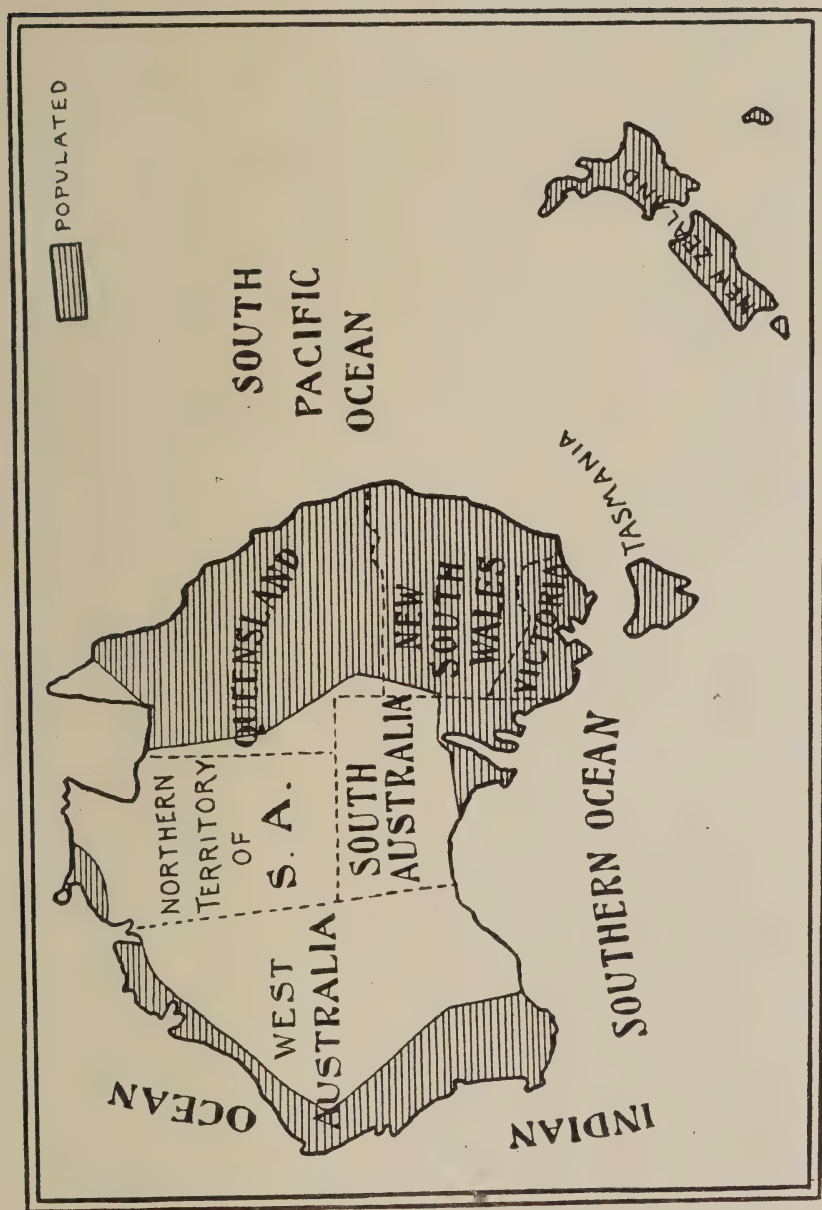 POPULATED
SOUTH
PACIFIC
OCEAN
QUEENSLAND
NORTHERN
TERRITORY
OF
S. A.
WEST
AUSTRALIA
SOUTH
AUSTRALIA
NEW
SOUTH
WALES
VICTORIA
TASMANIA
NEW ZEALAND
INDIAN
OCEAN
SOUTHERN OCEAN